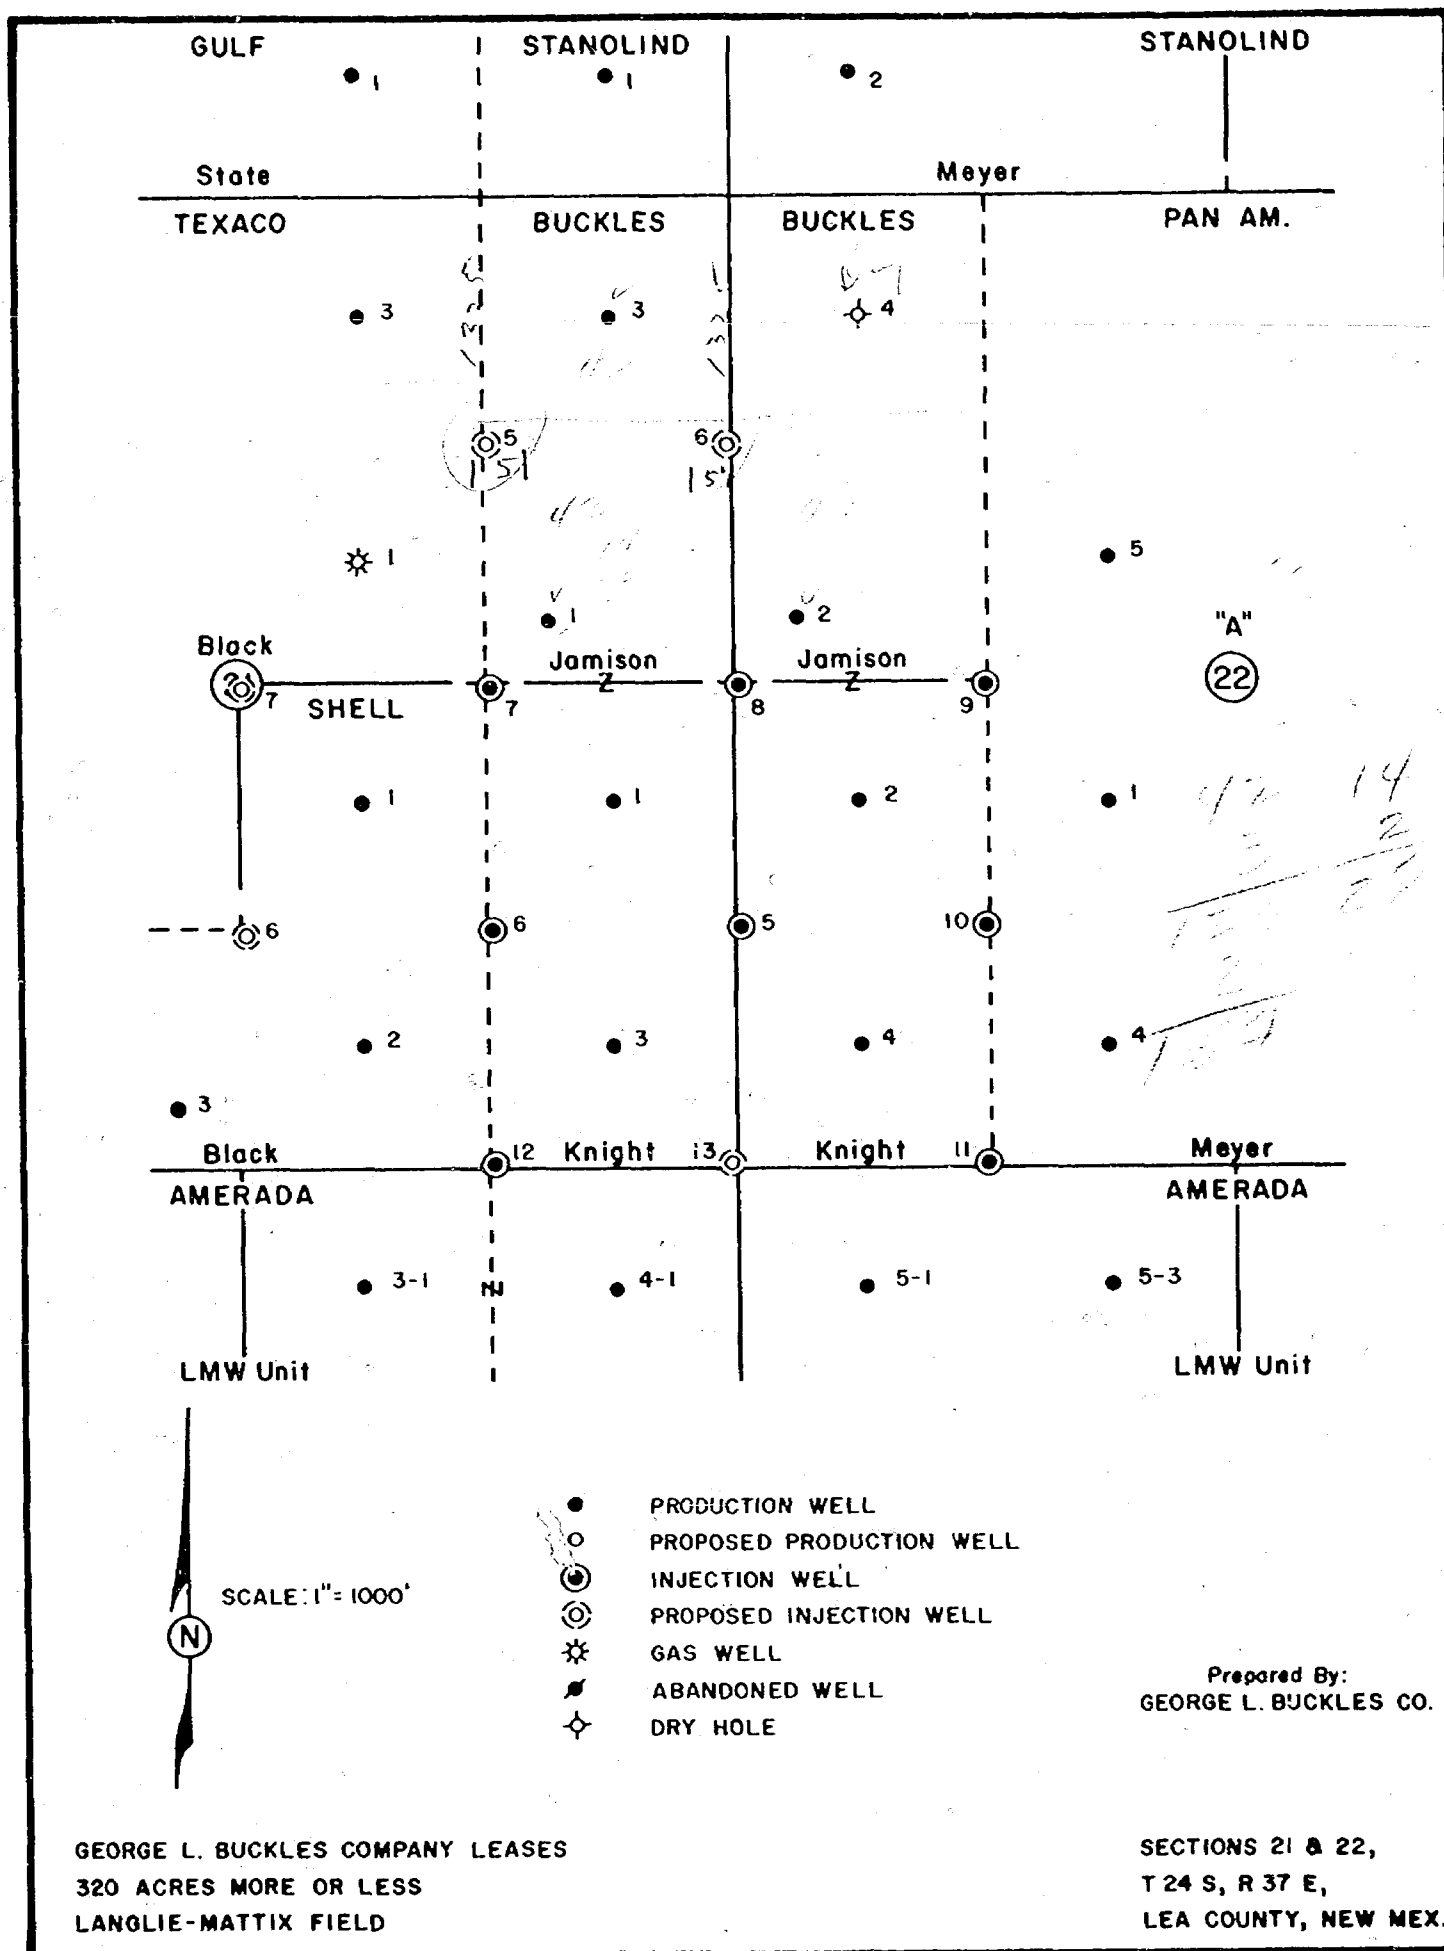 GULF STANOLIND STANOLIND
1 1 2
State Meyer
TEXACO BUCKLES BUCKLES PAN AM.
3 3 4
5 6
1 5
1 2
Black Jamison Jamison "A"
7 SHELL 7 8 9 22
1 1 2 1
6 6 5 10
2 3 4 4
3
Black 12 Knight 13 Knight 11 Meyer
AMERADA AMERADA
3-1 4-1 5-1 5-3
LMW Unit LMW Unit
PRODUCTION WELL
PROPOSED PRODUCTION WELL
SCALE: 1"= 1000' INJECTION WELL
N PROPOSED INJECTION WELL
GAS WELL
ABANDONED WELL
DRY HOLE
Prepared By:
GEORGE L. BUCKLES CO.
GEORGE L. BUCKLES COMPANY LEASES
320 ACRES MORE OR LESS
LANGLIE-MATTIX FIELD
SECTIONS 21 & 22,
T 24 S, R 37 E,
LEA COUNTY, NEW MEX.